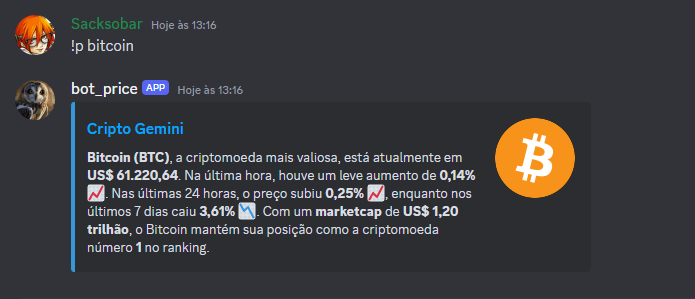 Sacksobar Hoje às 13:16
!p bitcoin
bot_price APP Hoje às 13:16
Cripto Gemini
Bitcoin (BTC), a criptomoeda mais valiosa, está atualmente em
US$ 61.220,64. Na última hora, houve um leve aumento de 0,14%
📈. Nas últimas 24 horas, o preço subiu 0,25% 📈, enquanto nos
últimos 7 dias caiu 3,61% 📉. Com um marketcap de US$ 1,20
trilhão, o Bitcoin mantém sua posição como a criptomoeda
número 1 no ranking.